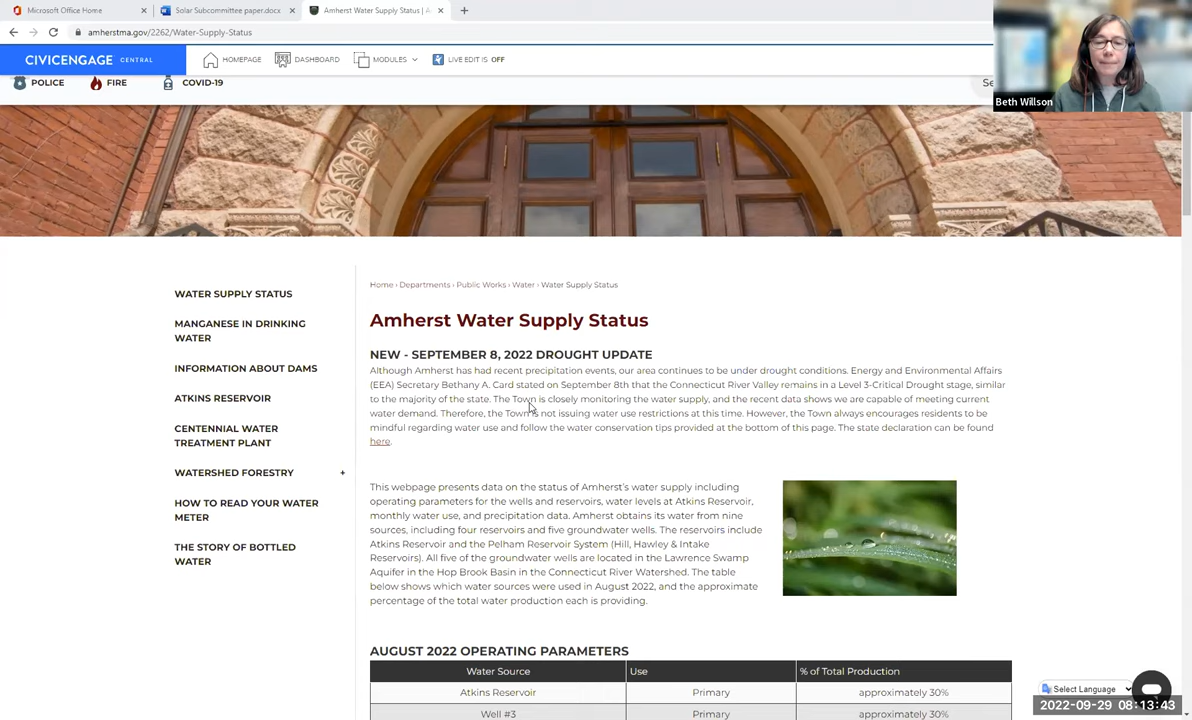 Microsoft Office Home
Solar Subcommittee paper.docx
Amherst Water Supply Status | A
amherstma.gov/2262/Water-Supply-Status
CIVICENGAGE CENTRAL
HOMEPAGE
DASHBOARD
MODULES
LIVE EDIT IS OFF
POLICE
FIRE
COVID-19
Se
Beth Willson
WATER SUPPLY STATUS
MANGANESE IN DRINKING
WATER
INFORMATION ABOUT DAMS
ATKINS RESERVOIR
CENTENNIAL WATER
TREATMENT PLANT
WATERSHED FORESTRY +
HOW TO READ YOUR WATER
METER
THE STORY OF BOTTLED
WATER
Home › Departments › Public Works › Water › Water Supply Status
Amherst Water Supply Status
NEW - SEPTEMBER 8, 2022 DROUGHT UPDATE
Although Amherst has had recent precipitation events, our area continues to be under drought conditions. Energy and Environmental Affairs
(EEA) Secretary Bethany A. Card stated on September 8th that the Connecticut River Valley remains in a Level 3-Critical Drought stage, similar
to the majority of the state. The Town is closely monitoring the water supply, and the recent data shows we are capable of meeting current
water demand. Therefore, the Town is not issuing water use restrictions at this time. However, the Town always encourages residents to be
mindful regarding water use and follow the water conservation tips provided at the bottom of this page. The state declaration can be found
here.
This webpage presents data on the status of Amherst's water supply including
operating parameters for the wells and reservoirs, water levels at Atkins Reservoir,
monthly water use, and precipitation data. Amherst obtains its water from nine
sources, including four reservoirs and five groundwater wells. The reservoirs include
Atkins Reservoir and the Pelham Reservoir System (Hill, Hawley & Intake
Reservoirs). All five of the groundwater wells are located in the Lawrence Swamp
Aquifer in the Hop Brook Basin in the Connecticut River Watershed. The table
below shows which water sources were used in August 2022, and the approximate
percentage of the total water production each is providing.
AUGUST 2022 OPERATING PARAMETERS
Water Source Use % of Total Production
Atkins Reservoir Primary approximately 30%
Well #3 Primary approximately 30%
Select Language
2022-09-29 08:13:43